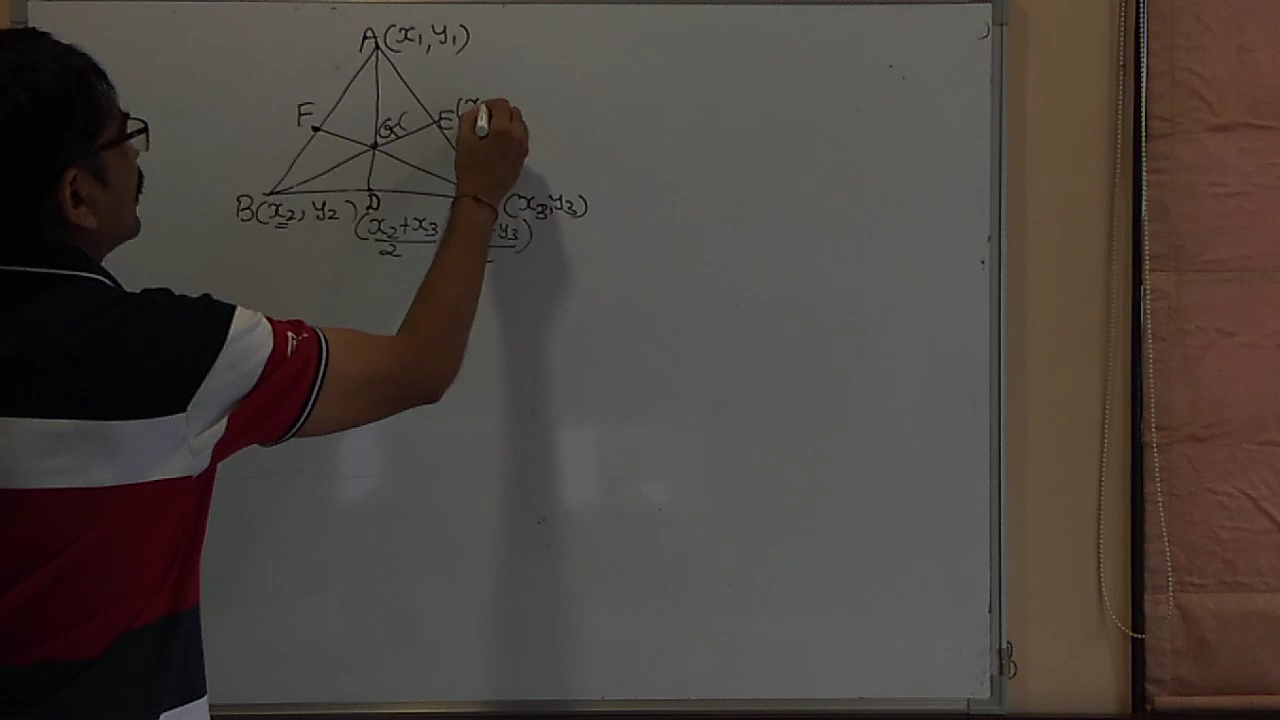 A(x₁, y₁)
F
G(
E(x
B(x₂, y₂)
D
(x₃, y₃)
(x₂+x₃
y₃)
2